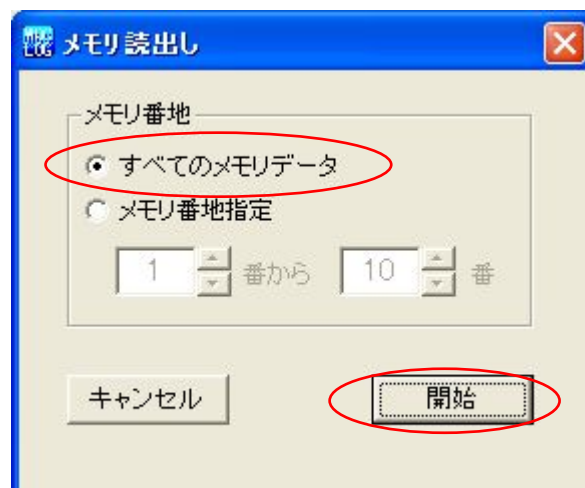 メモリ読出し
メモリ番地
すべてのメモリデータ
メモリ番地指定
1 番から 10 番
キャンセル 開始